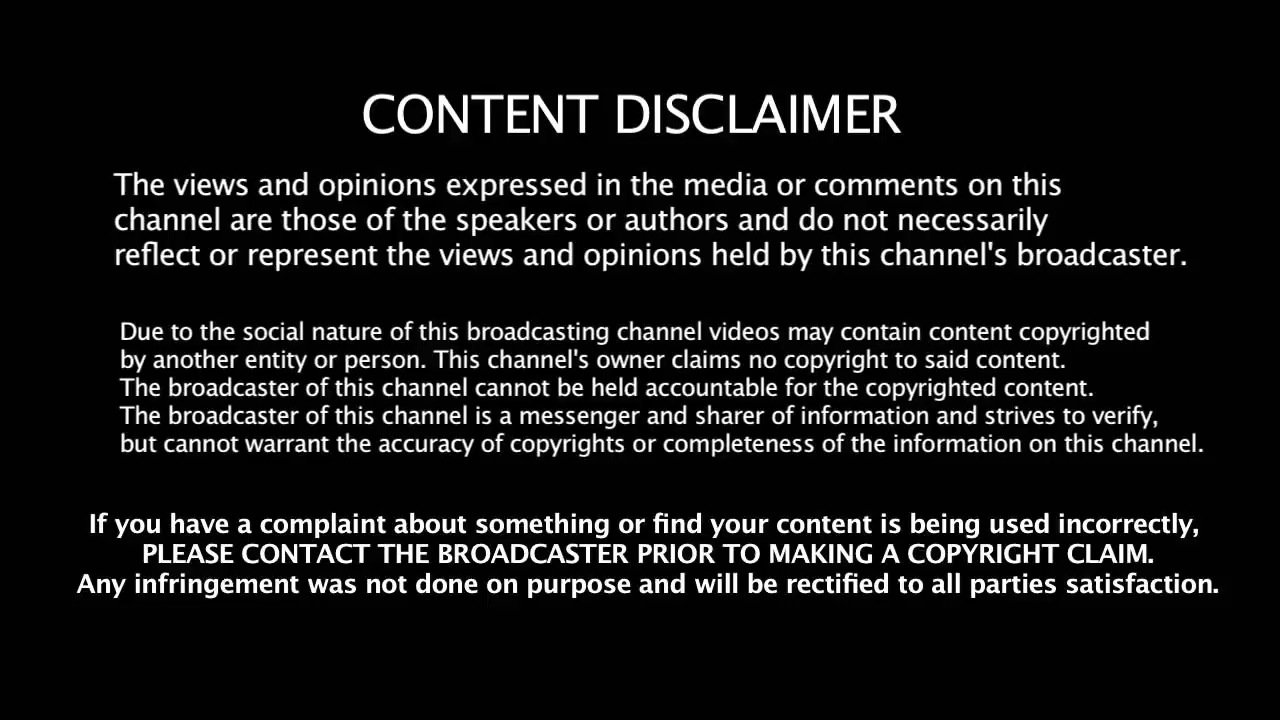 CONTENT DISCLAIMER
The views and opinions expressed in the media or comments on this
channel are those of the speakers or authors and do not necessarily
reflect or represent the views and opinions held by this channel's broadcaster.
Due to the social nature of this broadcasting channel videos may contain content copyrighted
by another entity or person. This channel's owner claims no copyright to said content.
The broadcaster of this channel cannot be held accountable for the copyrighted content.
The broadcaster of this channel is a messenger and sharer of information and strives to verify,
but cannot warrant the accuracy of copyrights or completeness of the information on this channel.
If you have a complaint about something or find your content is being used incorrectly,
PLEASE CONTACT THE BROADCASTER PRIOR TO MAKING A COPYRIGHT CLAIM.
Any infringement was not done on purpose and will be rectified to all parties satisfaction.